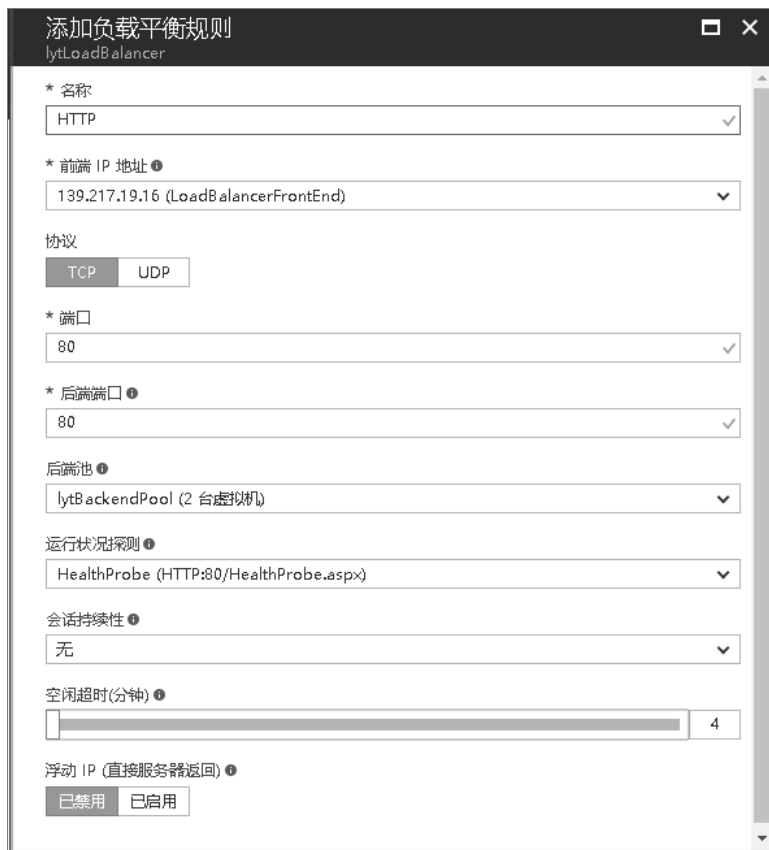 添加负载平衡规则
lytLoadBalancer
* 名称
HTTP
* 前端 IP 地址
139.217.19.16 (LoadBalancerFrontEnd)
协议
TCP UDP
* 端口
80
* 后端端口
80
后端池
lytBackendPool (2 台虚拟机)
运行状况探测
HealthProbe (HTTP:80/HealthProbe.aspx)
会话持续性
无
空闲超时(分钟)
4
浮动 IP (直接服务器返回)
已禁用 已启用